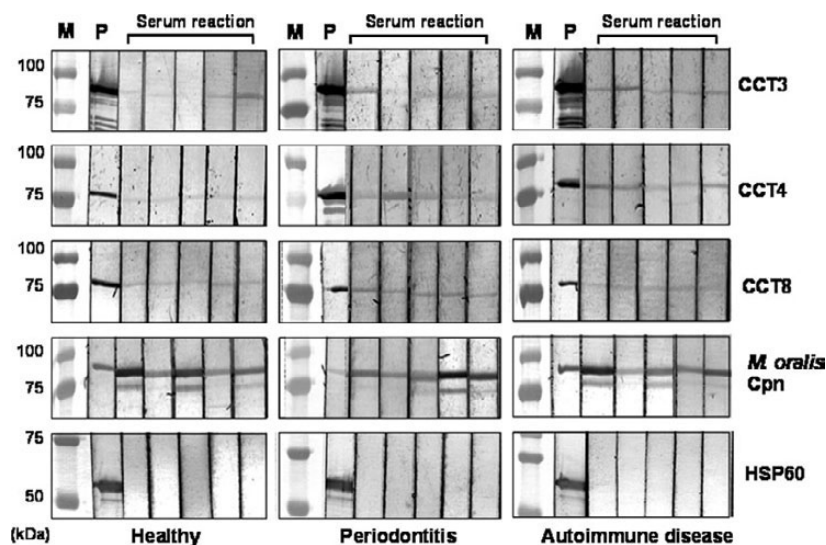 Serum reaction Serum reaction Serum reaction
M P M P M P
100
75
CCT3
100
75
CCT4
100
75
CCT8
100
75
M. oralis
Cpn
75
50
HSP60
(kDa) Healthy Periodontitis Autoimmune disease